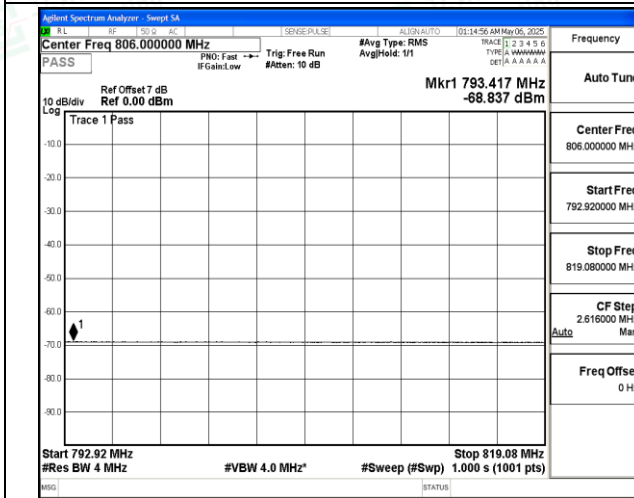 Agilent Spectrum Analyzer - Swept SA
RL RF 50 Ω AC SENSE:PULSE ALIGN AUTO 01:14:56 AM May 06, 2025
Center Freq 806.000000 MHz
PASS
PNO: Fast
IFGain:Low
Trig: Free Run
#Atten: 10 dB
#Avg Type: RMS
Avg|Hold: 1/1
TRACE 1 2 3 4 5 6
TYPE A WWWWW
DET A A A A A A
Frequency
Auto Tun
Mkr1 793.417 MHz
-68.837 dBm
Ref Offset 7 dB
10 dB/div Ref 0.00 dBm
Log
Trace 1 Pass
-10.0
-20.0
-30.0
-40.0
-50.0
-60.0
-70.0
-80.0
-90.0
1
Center Fre
806.000000 MH
Start Fre
792.920000 MH
Stop Fre
819.080000 MH
CF Ste
2.616000 MH
Auto Ma
Freq Offse
0 H
Start 792.92 MHz Stop 819.08 MHz
#Res BW 4 MHz #VBW 4.0 MHz* #Sweep (#Swp) 1.000 s (1001 pts)
MSG STATUS